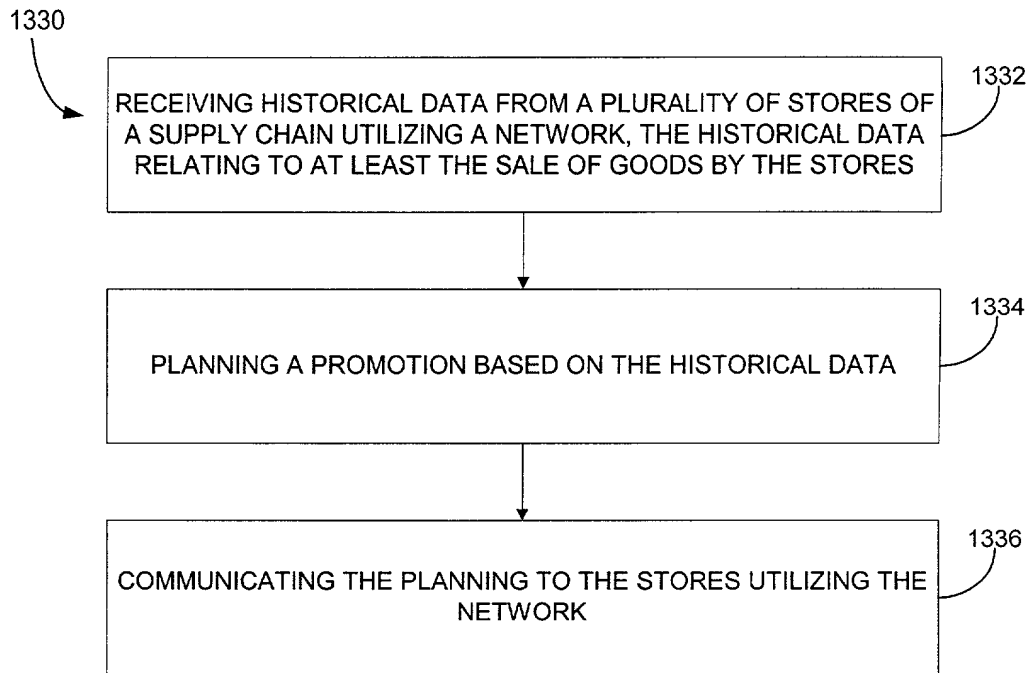 1330
1332
RECEIVING HISTORICAL DATA FROM A PLURALITY OF STORES OF
A SUPPLY CHAIN UTILIZING A NETWORK, THE HISTORICAL DATA
RELATING TO AT LEAST THE SALE OF GOODS BY THE STORES
1334
PLANNING A PROMOTION BASED ON THE HISTORICAL DATA
1336
COMMUNICATING THE PLANNING TO THE STORES UTILIZING THE
NETWORK